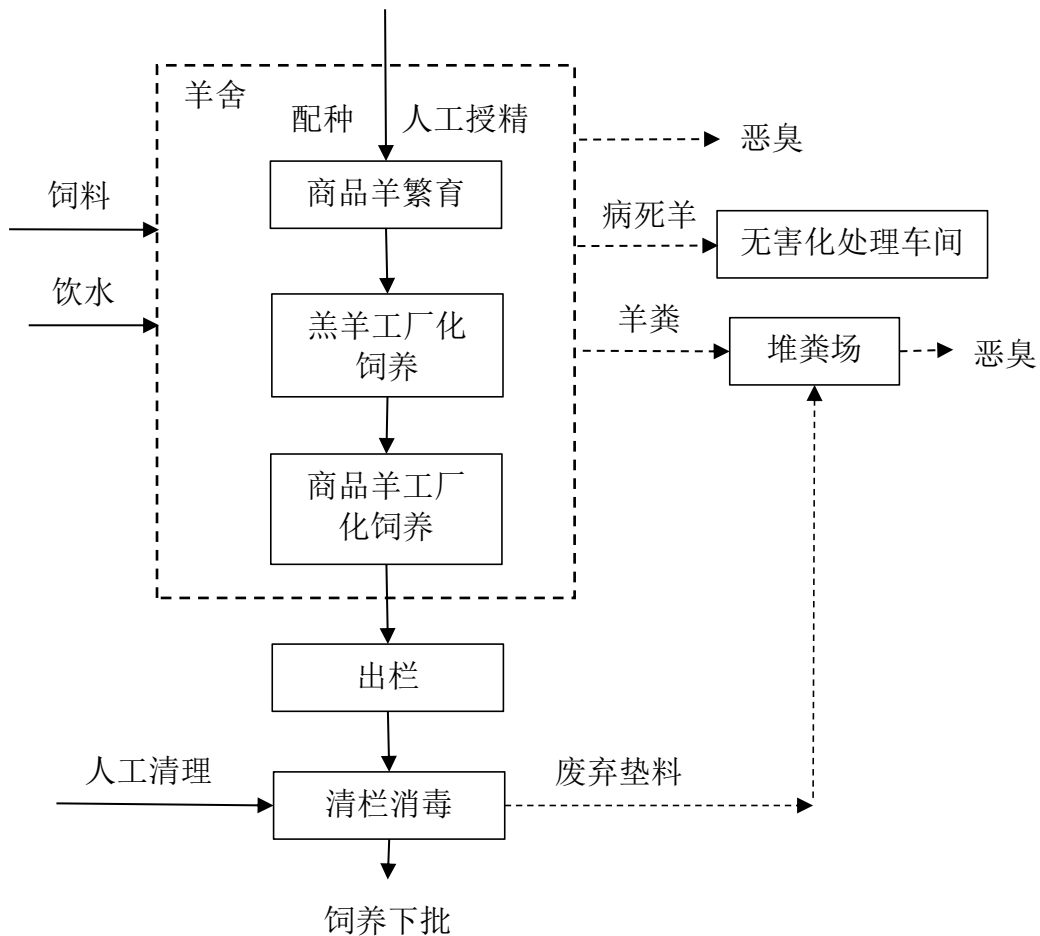 羊舍
配种 人工授精
恶臭
商品羊繁育
饲料
病死羊
无害化处理车间
饮水
羔羊工厂化
饲养
羊粪
堆粪场
恶臭
商品羊工厂
化饲养
出栏
人工清理
清栏消毒
废弃垫料
饲养下批